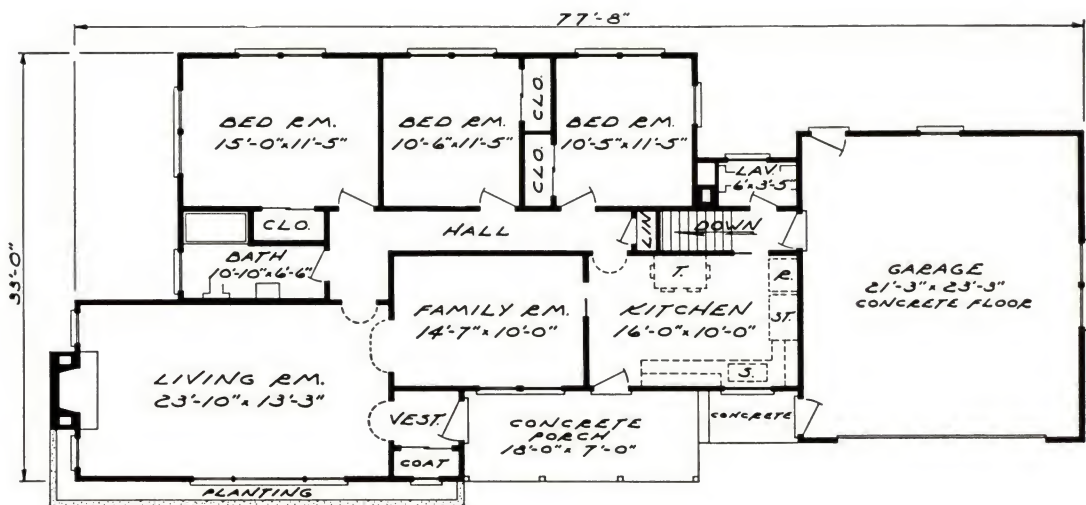 77'-8"
33'-0"
BED RM.
15'-0"x11'-5"
BED RM.
10'-6"x11'-5"
CLO.
CLO.
BED RM.
10'-5"x11'-5"
LAV.
6'x3'-5"
CLO.
HALL
LIN
DOWN
BATH
10'-10"x6'-6"
GARAGE
21'-3" x 23'-3"
CONCRETE FLOOR
FAMILY RM.
14'-7"x10'-0"
T.
R.
KITCHEN
16'-0"x10'-0"
ST.
S.
LIVING RM.
23'-10"x 13'-3"
VEST.
COAT
CONCRETE
PORCH
18'-0"x 7'-0"
CONCRETE
PLANTING